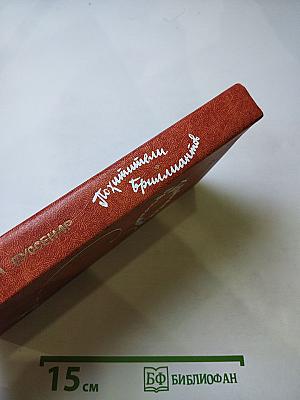 БУССЕНАР
Похитители
бриллиантов
15 см
БФ БИБЛИОФАН